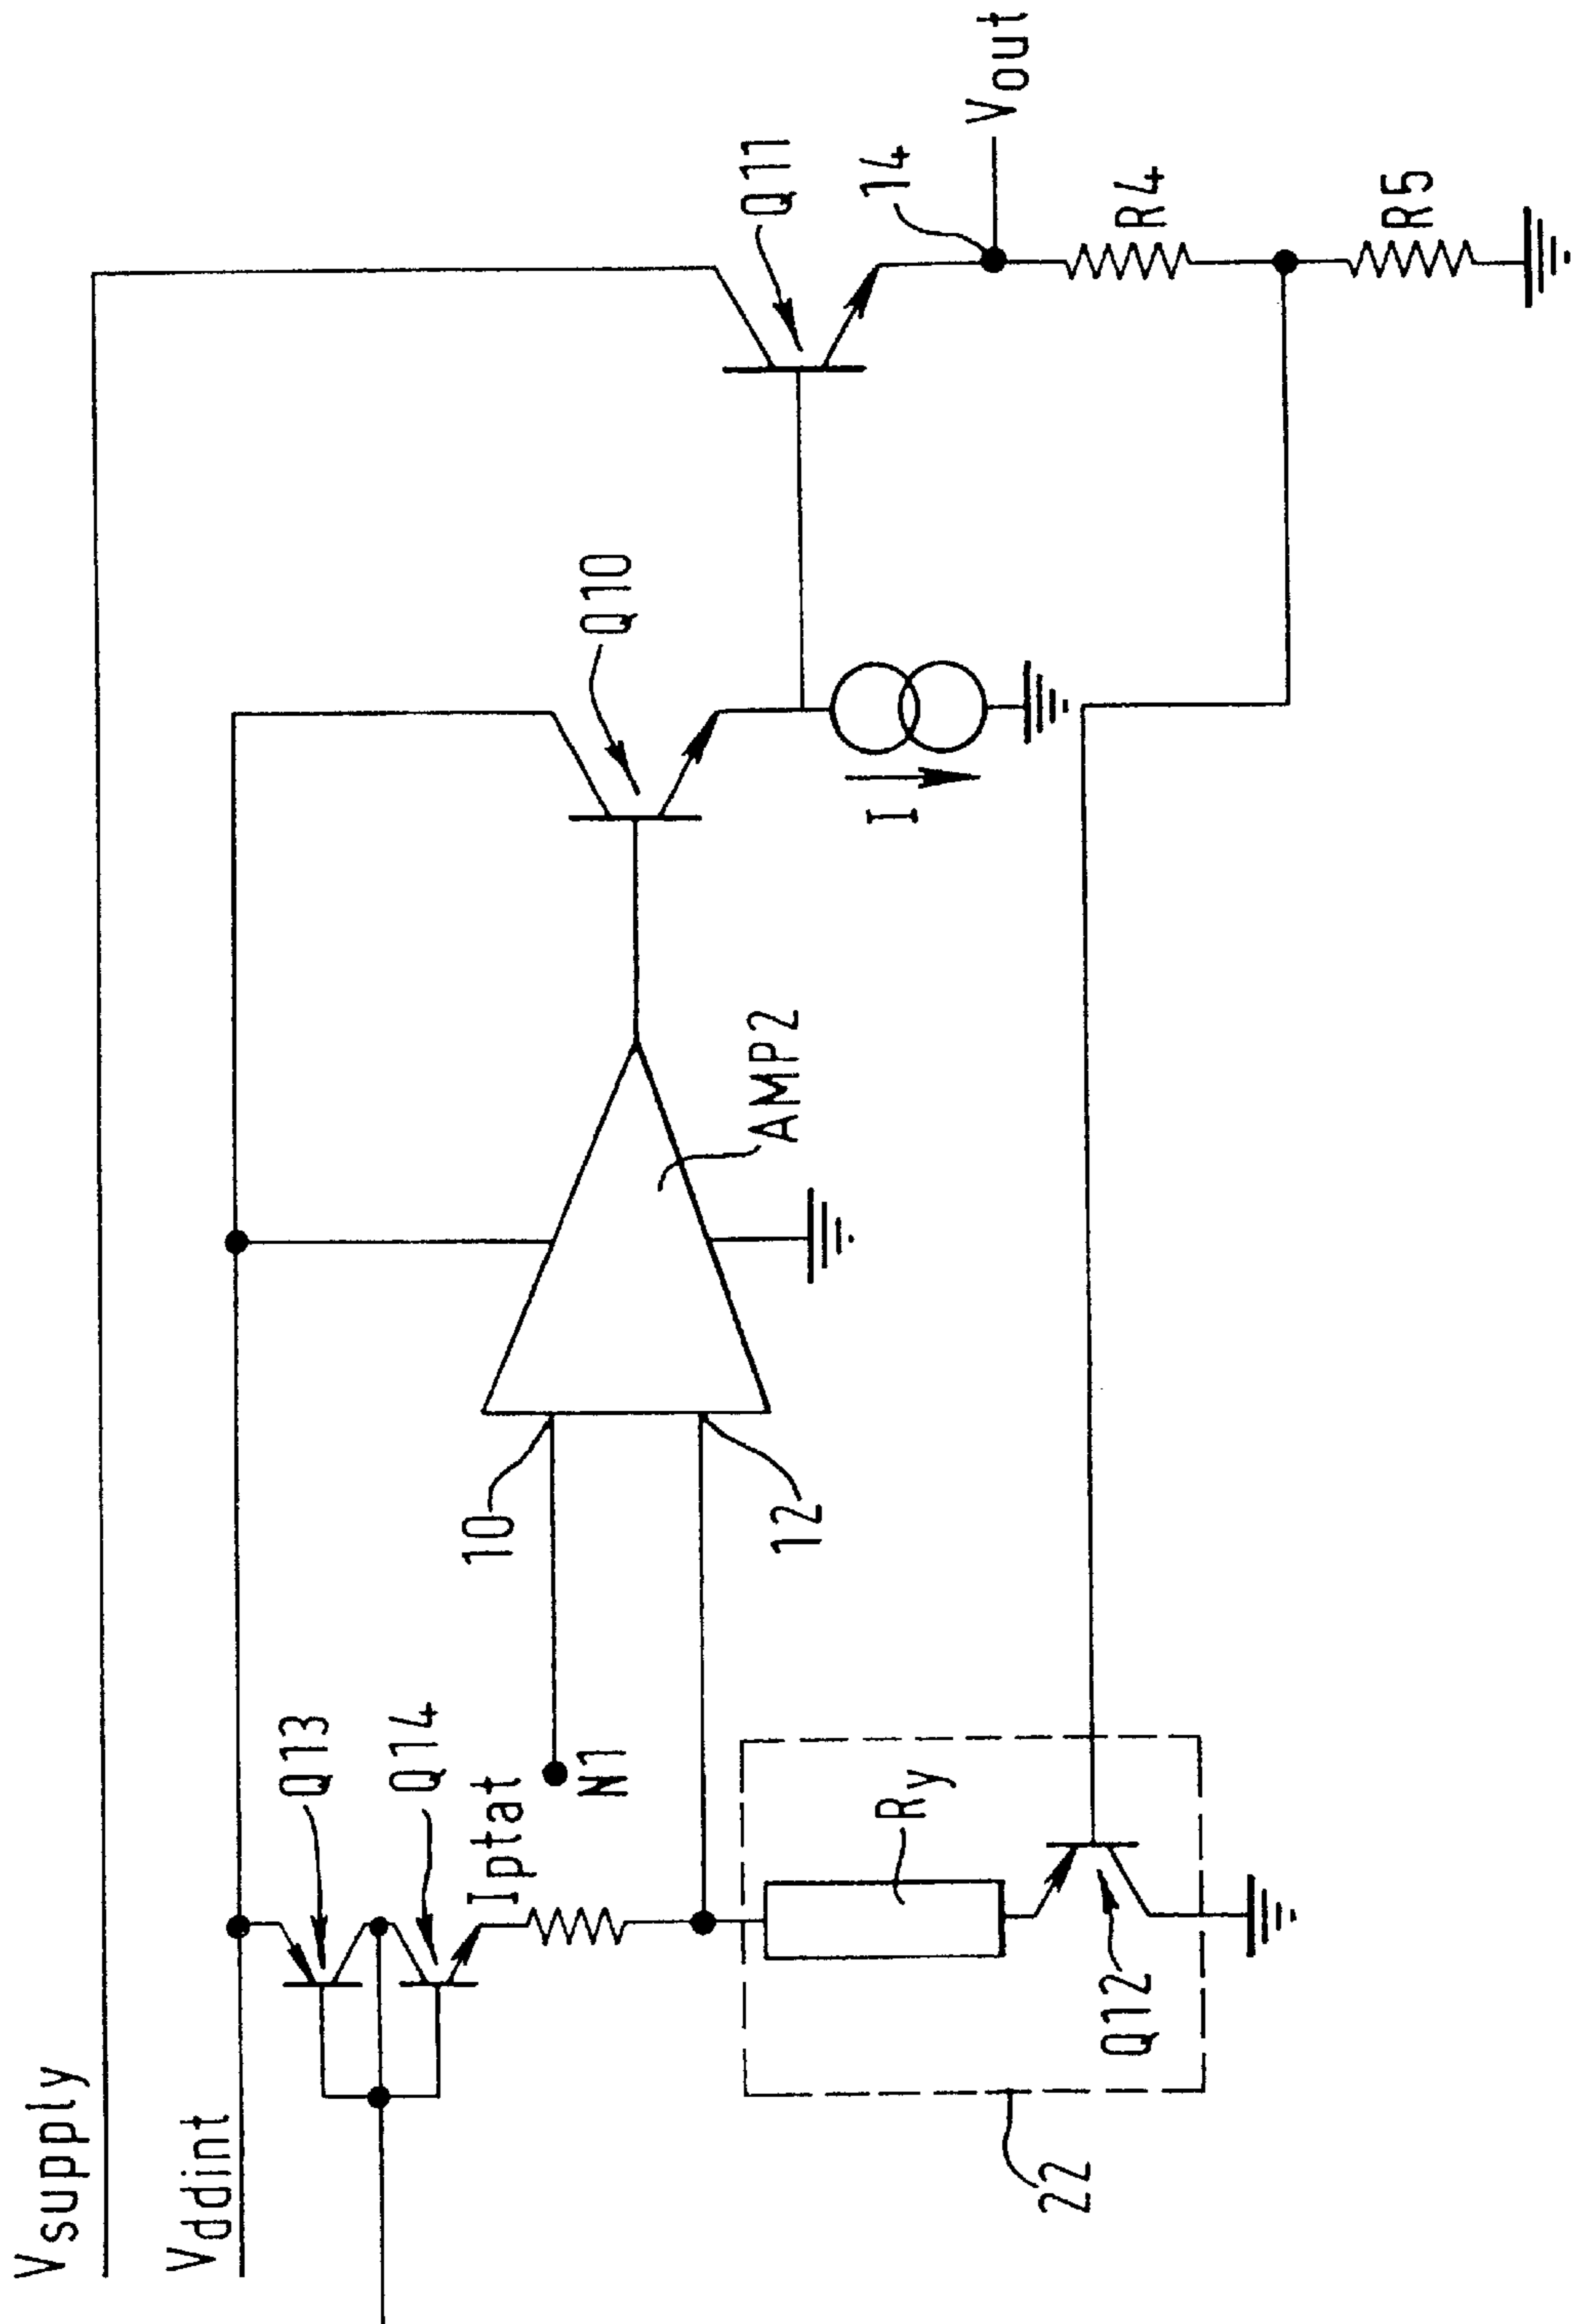 Vsupply
Vddint
Q13
Q14
Iptat
N1
10
12
AMP2
Q10
I
Q11
14
Vout
R4
R5
Ry
Q12
22